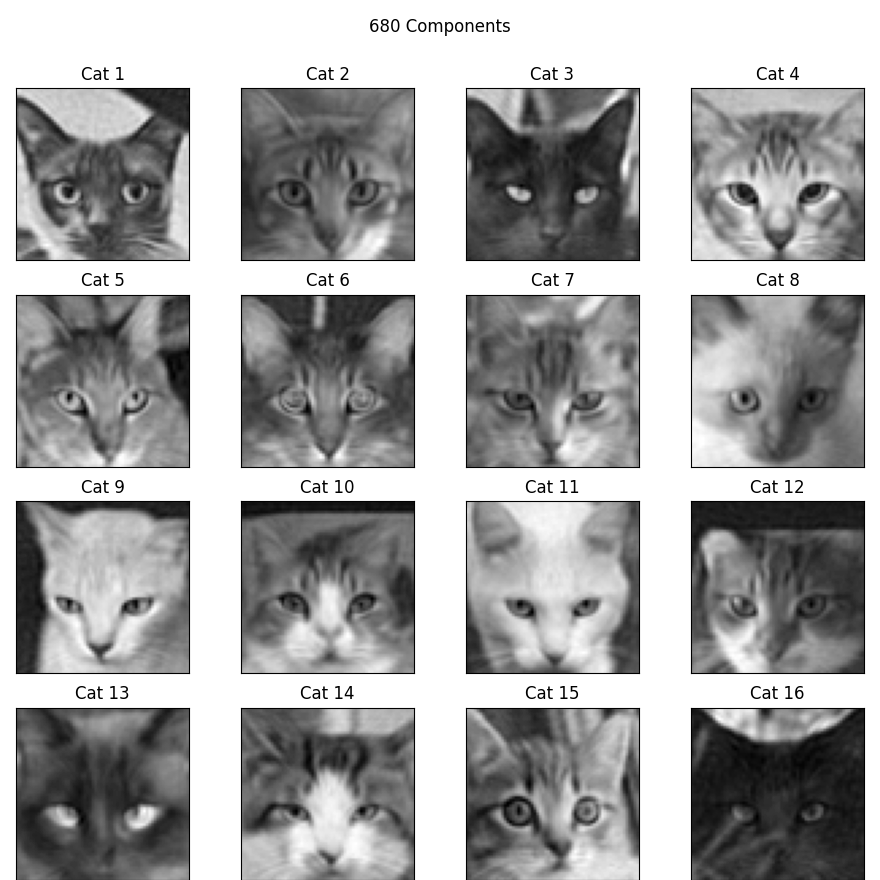 680 Components
Cat 1 Cat 2 Cat 3 Cat 4
Cat 5 Cat 6 Cat 7 Cat 8
Cat 9 Cat 10 Cat 11 Cat 12
Cat 13 Cat 14 Cat 15 Cat 16